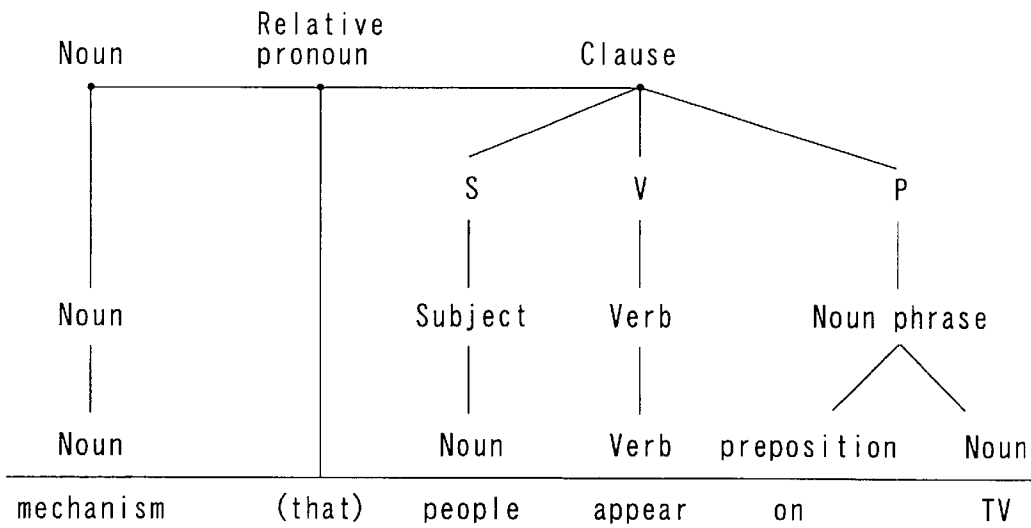 Relative
Noun pronoun Clause
S V P
Noun Subject Verb Noun phrase
Noun Noun Verb preposition Noun
mechanism (that) people appear on TV